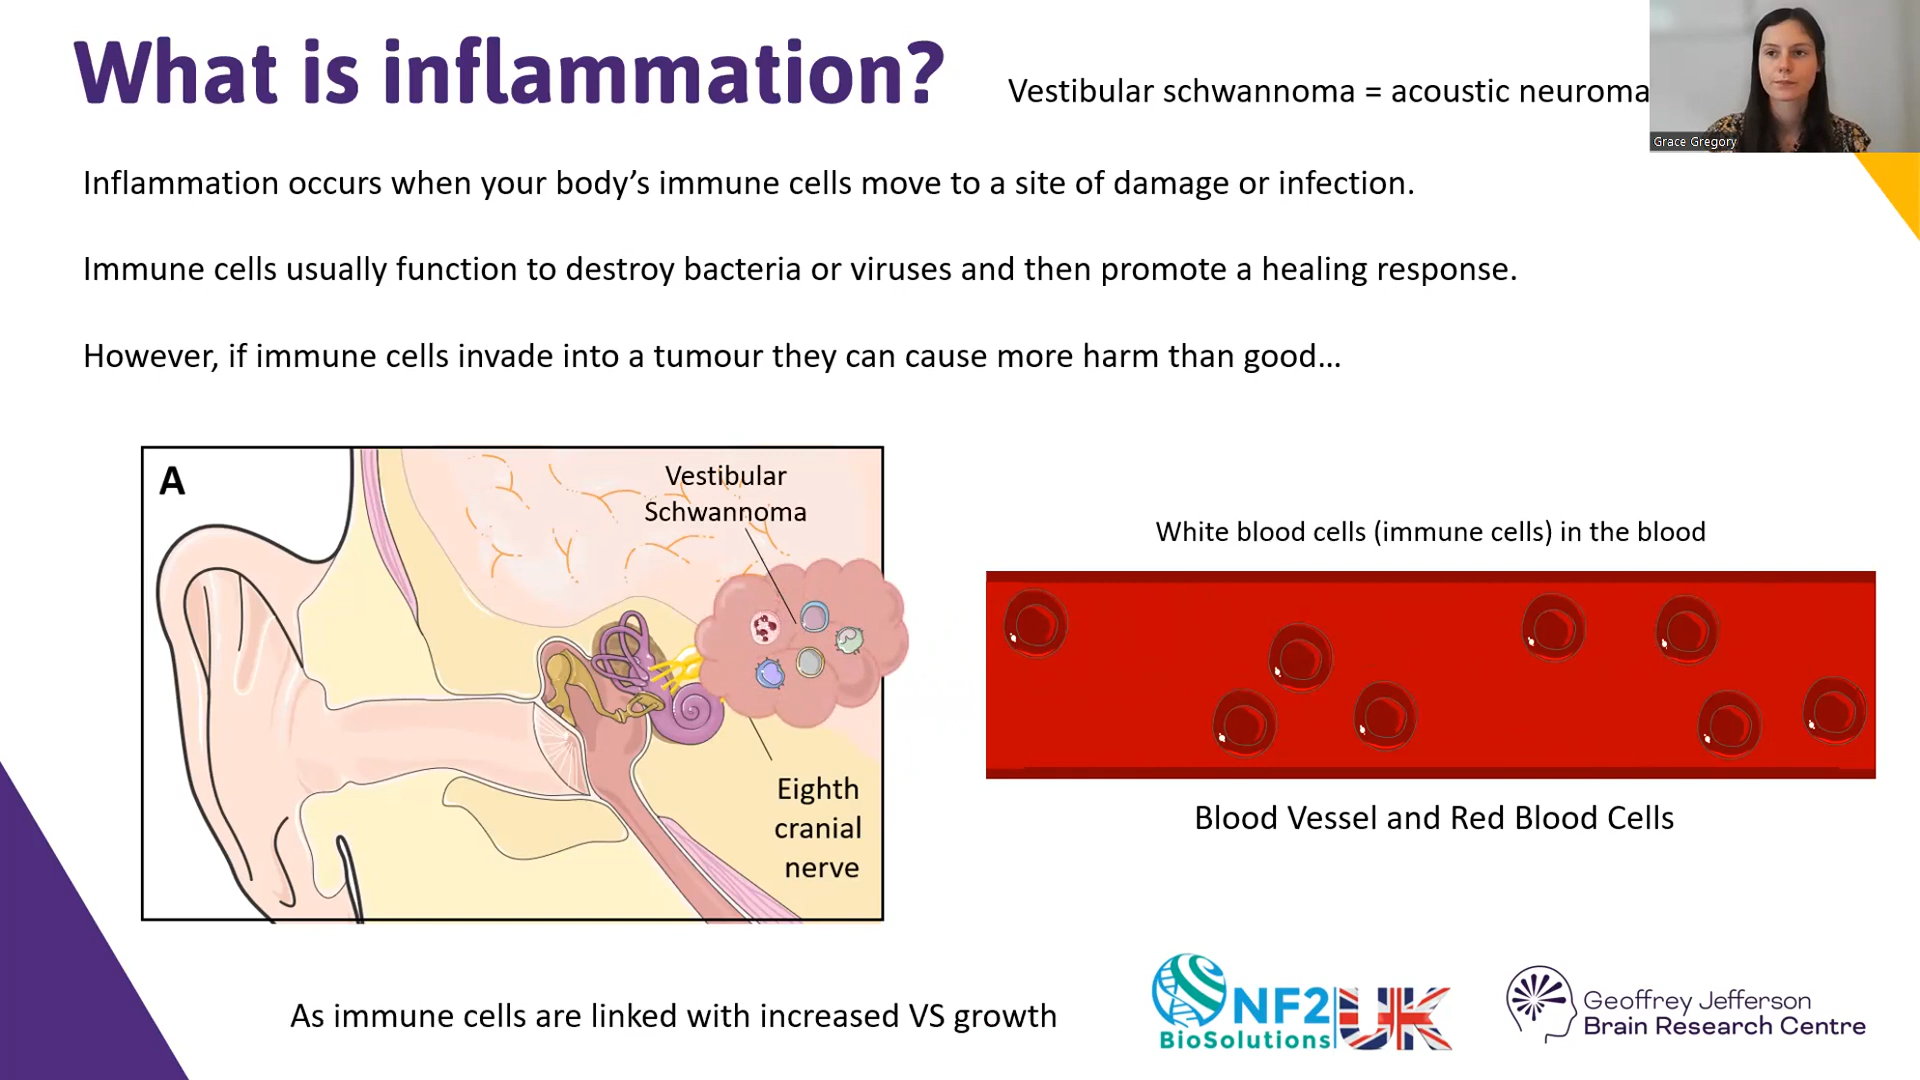 What is inflammation?
Vestibular schwannoma = acoustic neuroma
Grace Gregory
Inflammation occurs when your body’s immune cells move to a site of damage or infection.
Immune cells usually function to destroy bacteria or viruses and then promote a healing response.
However, if immune cells invade into a tumour they can cause more harm than good…
A
Vestibular
Schwannoma
Eighth
cranial
nerve
White blood cells (immune cells) in the blood
Blood Vessel and Red Blood Cells
As immune cells are linked with increased VS growth
NF2 UK
BioSolutions
Geoffrey Jefferson
Brain Research Centre